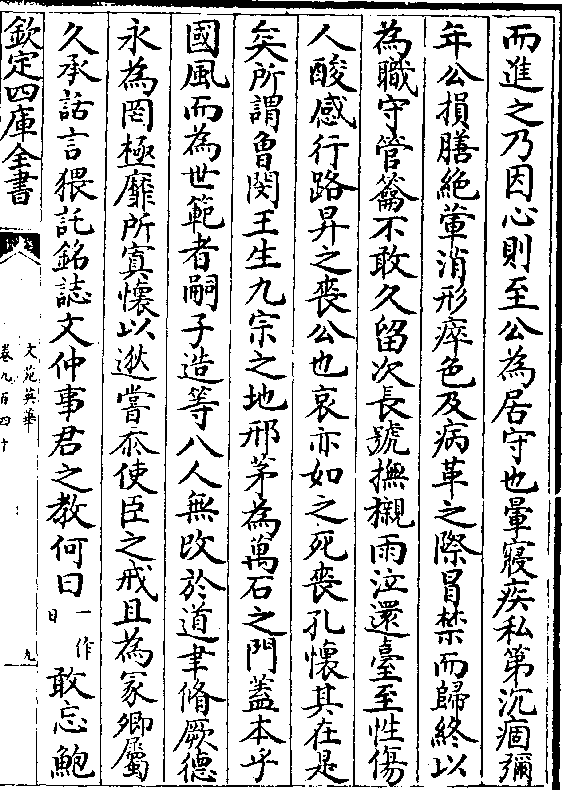 而進之乃因心則至公為居守也暈寢疾私第沉痼彌
年公損膳絶葷消形瘁色及病革之際冒禁而歸終以
為職守管籥不敢久留次長號撫櫬雨泣還臺至性傷
人酸感行路昇之喪公也哀亦如之死喪孔懷其在是
矣所謂魯閔王生九宗之地邢茅為萬石之門蓋本乎
國風而為世範者嗣子造等八人無改於道聿脩厥德
永為罔極靡所寘懷以逖嘗忝使臣之戒且為冢卿屬
久承話言猥託銘誌文仲事君之教何曰一作日敢忘鮑
欽定四庫全書
文苑英華
卷九百四十
九